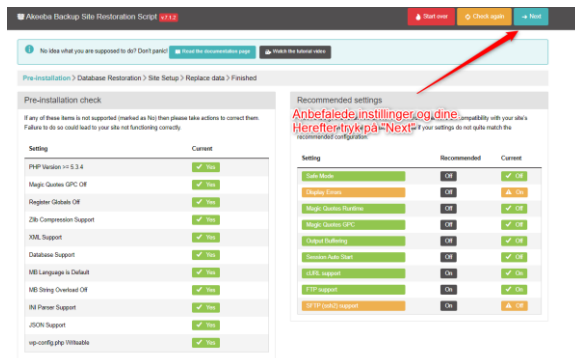 Akeeba Backup Site Restoration Script v7.1.2
Start over
Check again
Next
No idea what you are supposed to do? Don't panic!
Read the documentation page
Watch the tutorial video
Pre-installation > Database Restoration > Site Setup > Replace data > Finished
Pre-installation check
If any of these items is not supported (marked as No) then please take actions to correct them.
Failure to do so could lead to your site not functioning correctly.
Setting Current
PHP Version >= 5.3.4 Yes
Magic Quotes GPC Off Yes
Register Globals Off Yes
Zlib Compression Support Yes
XML Support Yes
Database Support Yes
MB Language is Default Yes
MB String Overload Off Yes
INI Parser Support Yes
JSON Support Yes
wp-config.php Writeable Yes
Recommended settings
Anbefalede instillinger og dine.
Herefter tryk på "Next"
compatibility with your site's
if your settings do not quite match the
recommended configuration.
Setting Recommended Current
Safe Mode Off Off
Display Errors Off On
Magic Quotes Runtime Off Off
Magic Quotes GPC Off Off
Output Buffering Off Off
Session Auto Start Off Off
cURL support On On
FTP support On On
SFTP (ssh2) support On Off